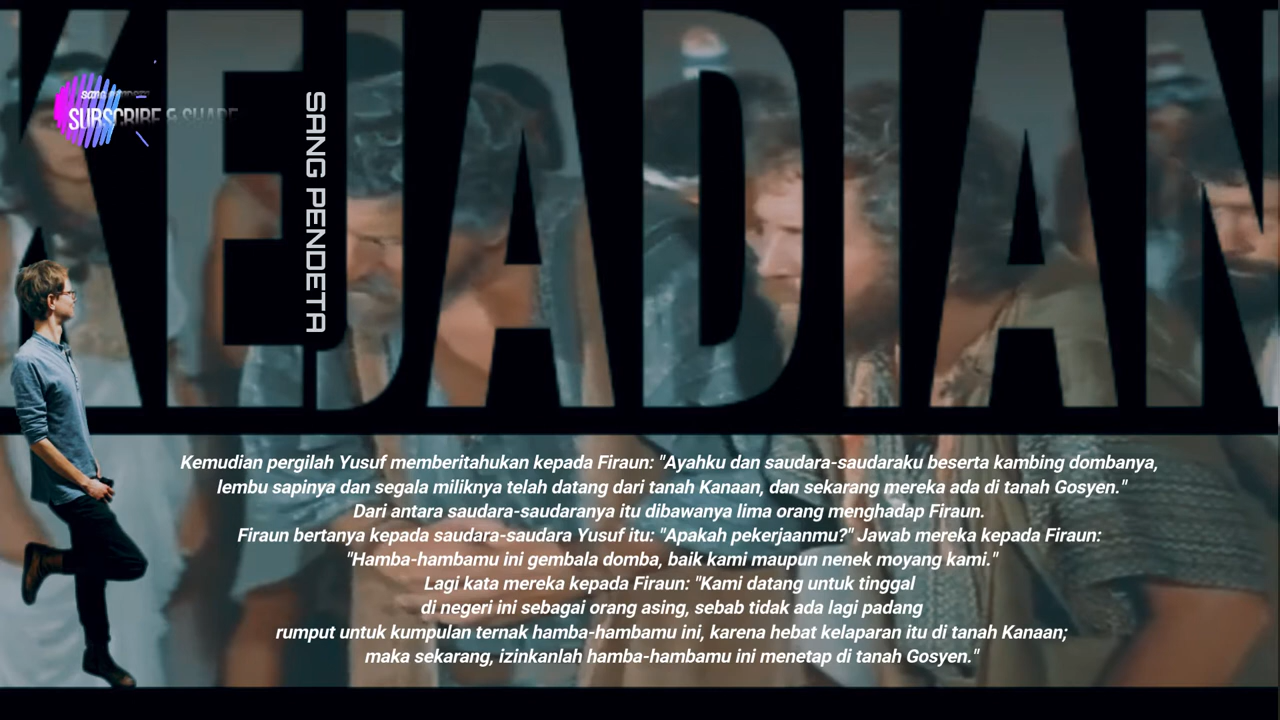 KEJADIAN
SUBSCRIBE & SHARE
SANG PENDETA
Kemudian pergilah Yusuf memberitahukan kepada Firaun: "Ayahku dan saudara-saudaraku beserta kambing dombanya,
lembu sapinya dan segala miliknya telah datang dari tanah Kanaan, dan sekarang mereka ada di tanah Gosyen."
Dari antara saudara-saudaranya itu dibawanya lima orang menghadap Firaun.
Firaun bertanya kepada saudara-saudara Yusuf itu: "Apakah pekerjaanmu?" Jawab mereka kepada Firaun:
"Hamba-hambamu ini gembala domba, baik kami maupun nenek moyang kami."
Lagi kata mereka kepada Firaun: "Kami datang untuk tinggal
di negeri ini sebagai orang asing, sebab tidak ada lagi padang
rumput untuk kumpulan ternak hamba-hambamu ini, karena hebat kelaparan itu di tanah Kanaan;
maka sekarang, izinkanlah hamba-hambamu ini menetap di tanah Gosyen."